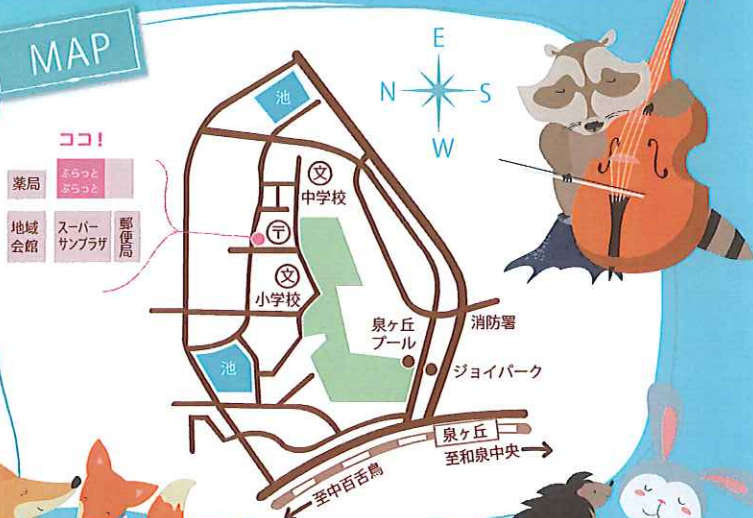 MAP
E
N
S
W
池
ココ!
薬局
ぷらっと
ぷらっと
地域
会館
スーパー
サンプラザ
郵便局
文
中学校
〒
文
小学校
泉ヶ丘
プール
消防署
ジョイパーク
池
泉ヶ丘
至和泉中央
至中百舌鳥